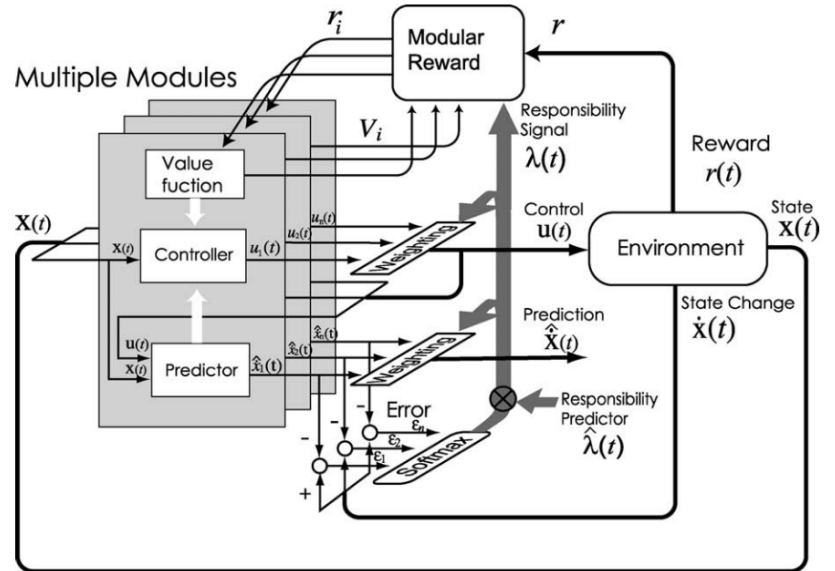 r_i
r
Modular
Reward
Multiple Modules
V_i
Responsibility
Signal
λ(t)
Reward
r(t)
Value
fuction
X(t)
x(t)
Controller
u_1(t)
u_2(t)
u_n(t)
Weighting
Control
u(t)
Environment
State
x(t)
State Change
ẋ(t)
u(t)
x(t)
Predictor
x̂̇_1(t)
x̂̇_2(t)
x̂̇_n(t)
Weighting
Prediction
x̂̇(t)
Responsibility
Predictor
λ̂(t)
Error
ε_n
ε_2
ε_1
Softmax
-
-
-
+